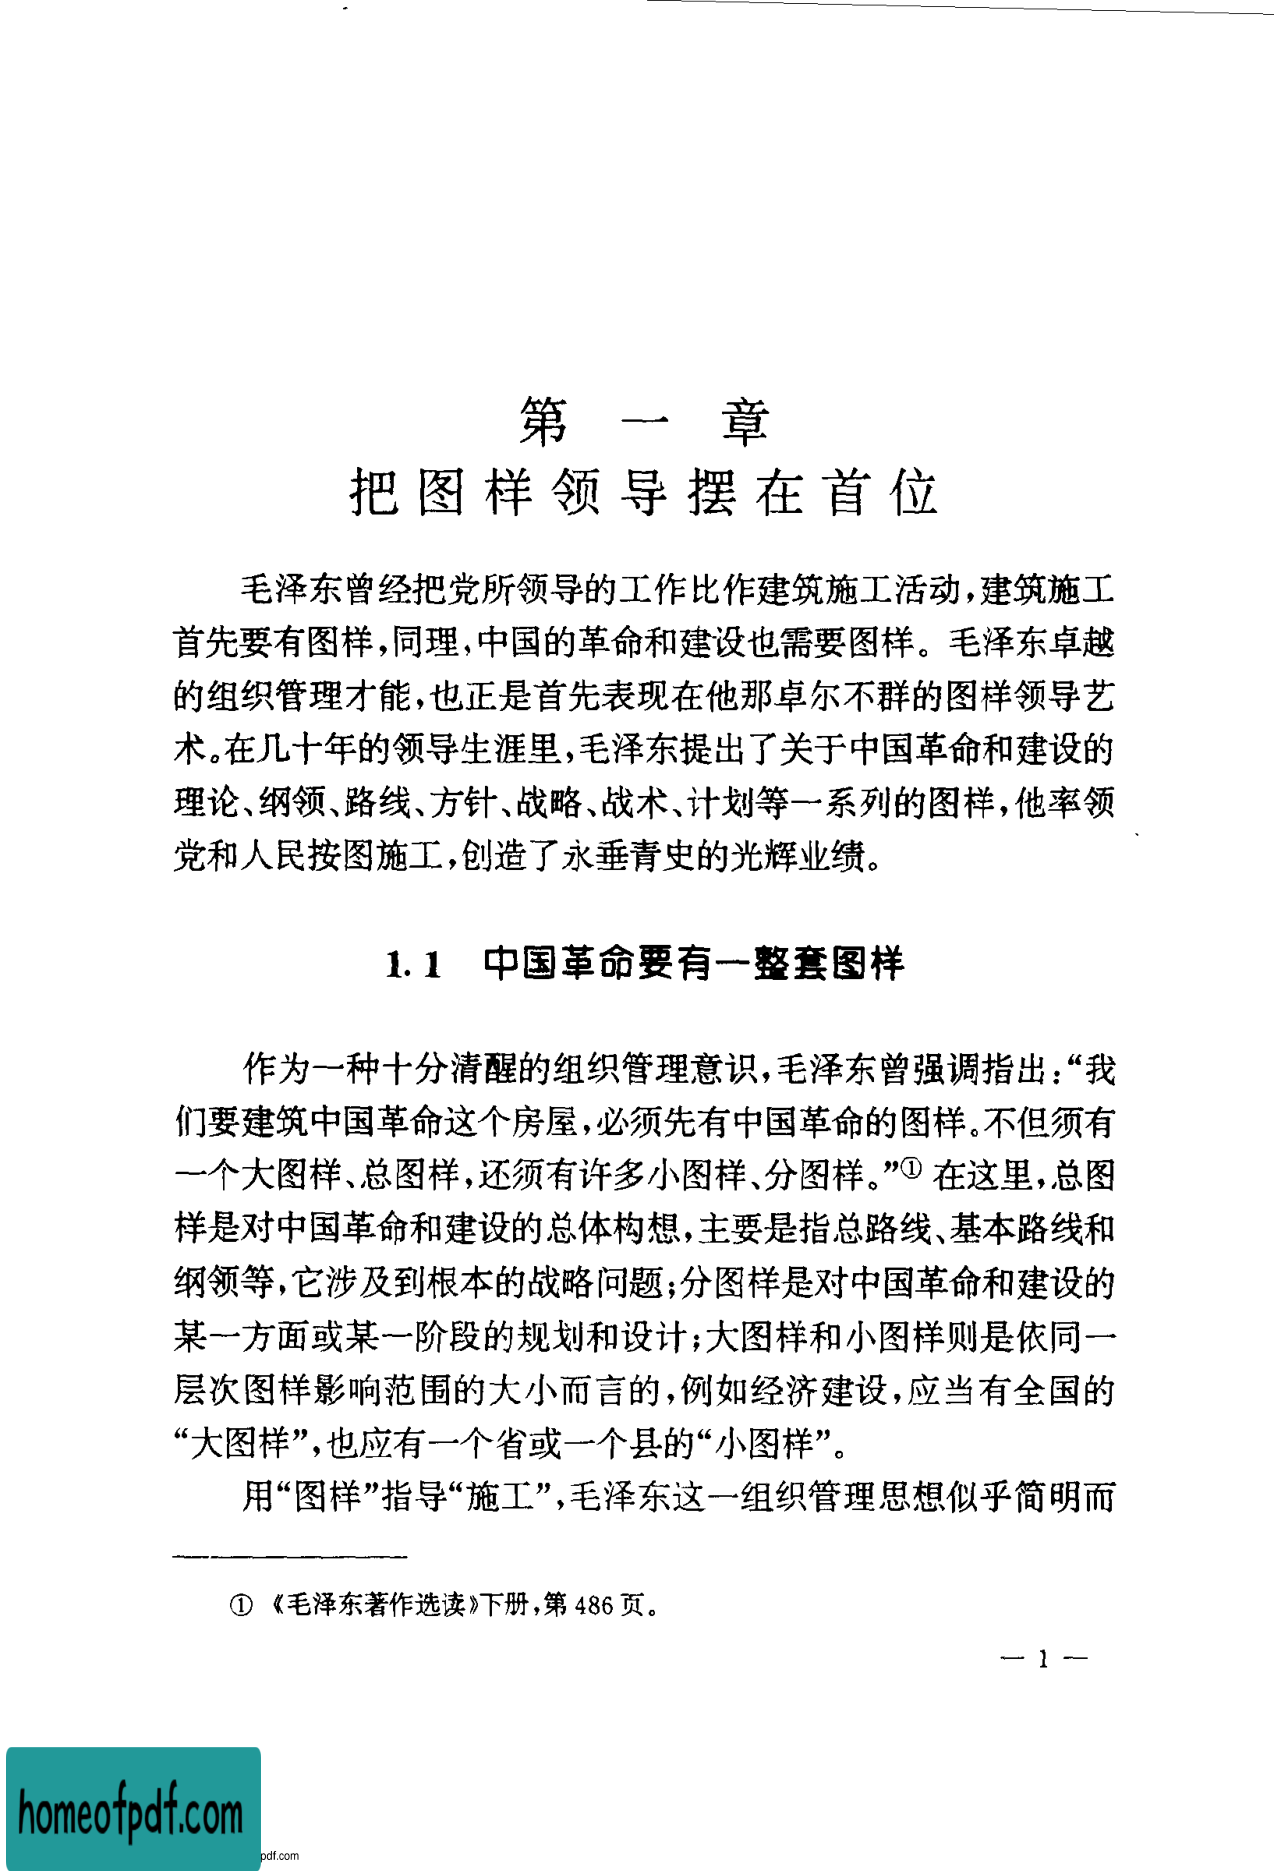 第一章
把图样领导摆在首位
毛泽东曾经把党所领导的工作比作建筑施工活动，建筑施工
首先要有图样，同理，中国的革命和建设也需要图样。毛泽东卓越
的组织管理才能，也正是首先表现在他那卓尔不群的图样领导艺
术。在几十年的领导生涯里，毛泽东提出了关于中国革命和建设的
理论、纲领、路线、方针、战略、战术、计划等一系列的图样，他率领
党和人民按图施工，创造了永垂青史的光辉业绩。
1.1 中国革命要有一整套图样
作为一种十分清醒的组织管理意识，毛泽东曾强调指出：“我
们要建筑中国革命这个房屋，必须先有中国革命的图样。不但须有
一个大图样、总图样，还须有许多小图样、分图样。”① 在这里，总图
样是对中国革命和建设的总体构想，主要是指总路线、基本路线和
纲领等，它涉及到根本的战略问题；分图样是对中国革命和建设的
某一方面或某一阶段的规划和设计；大图样和小图样则是依同一
层次图样影响范围的大小而言的，例如经济建设，应当有全国的
“大图样”，也应有一个省或一个县的“小图样”。
用“图样”指导“施工”，毛泽东这一组织管理思想似乎简明而
① 《毛泽东著作选读》下册，第 486 页。
— 1 —
homeofpdf.com
pdf.com